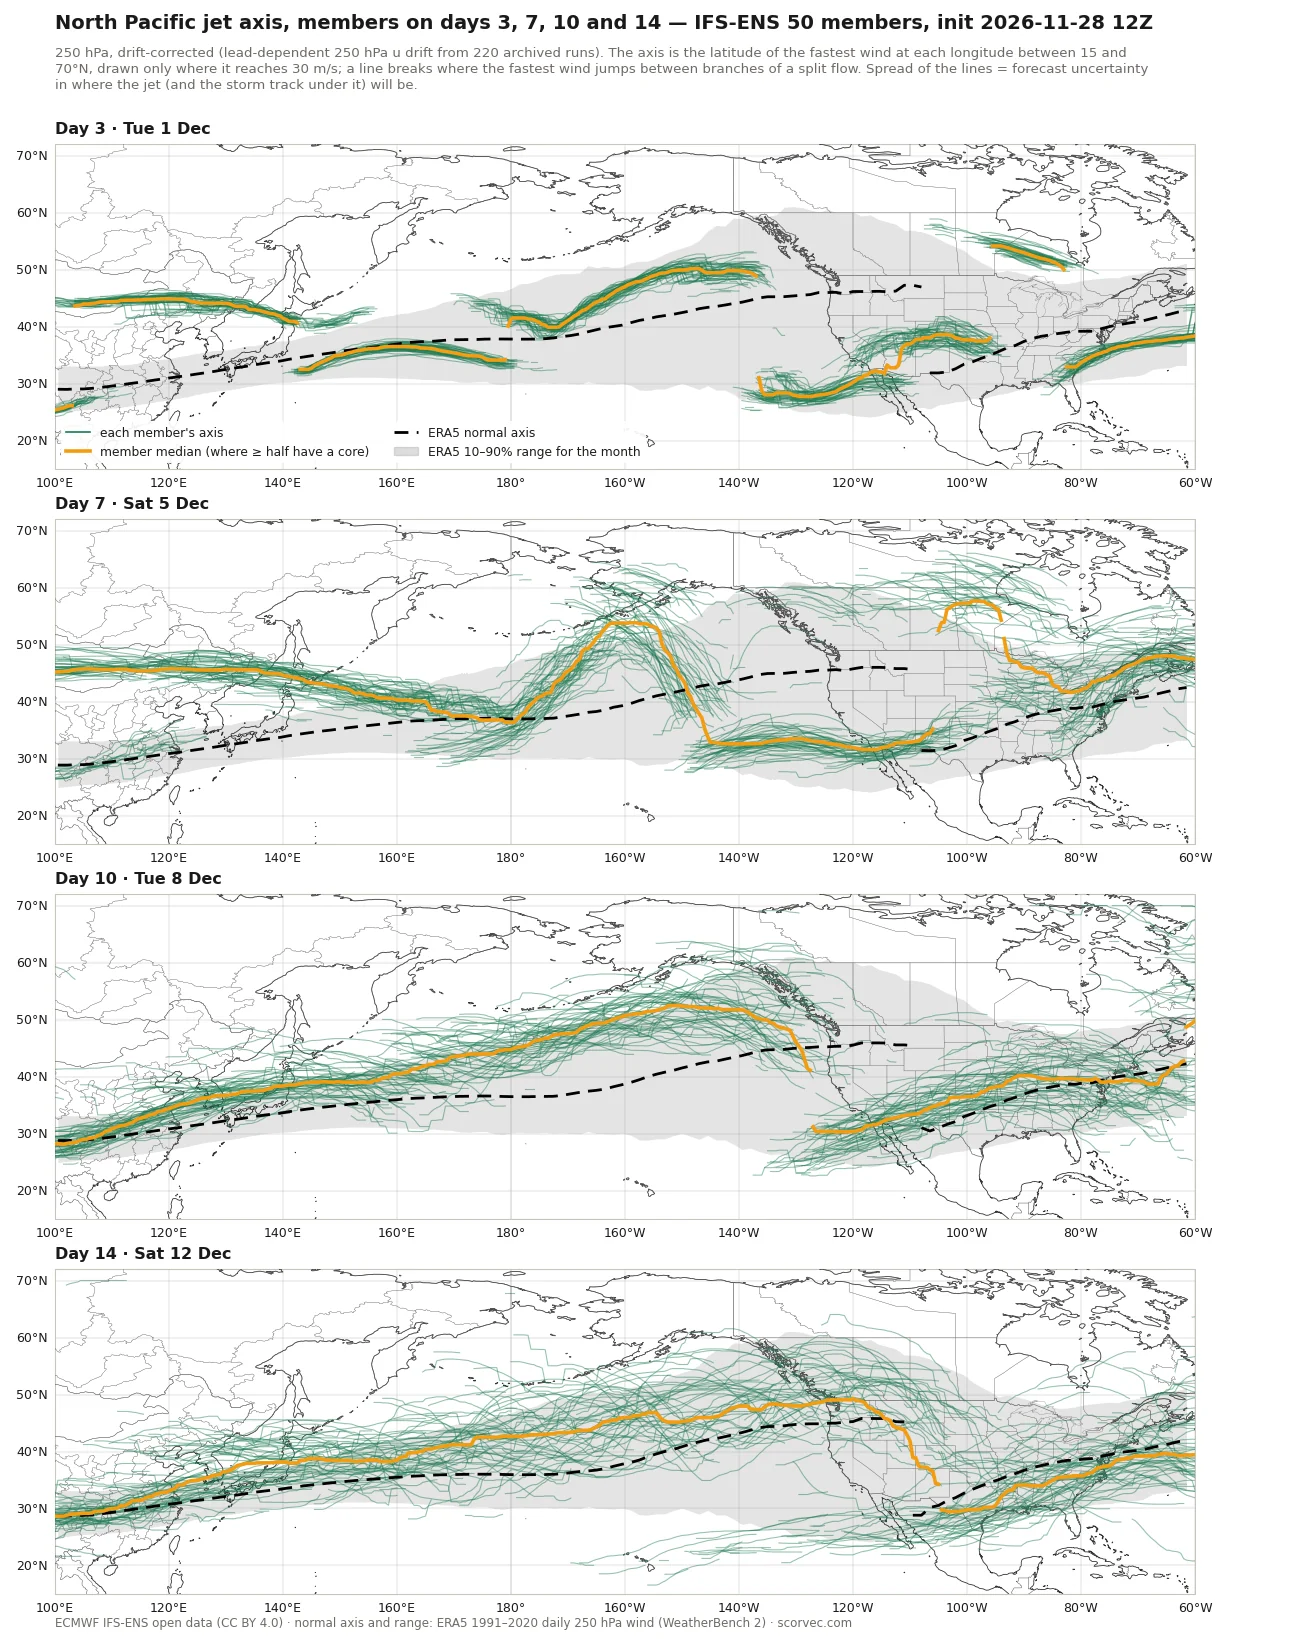 North Pacific jet axis, members on days 3, 7, 10 and 14 — IFS-ENS 50 members, init 2026-11-28 12Z
250 hPa, drift-corrected (lead-dependent 250 hPa u drift from 220 archived runs). The axis is the latitude of the fastest wind at each longitude between 15 and
70°N, drawn only where it reaches 30 m/s; a line breaks where the fastest wind jumps between branches of a split flow. Spread of the lines = forecast uncertainty
in where the jet (and the storm track under it) will be.
Day 3 · Tue 1 Dec
70°N
60°N
50°N
40°N
30°N
20°N
each member's axis
member median (where ≥ half have a core)
ERA5 normal axis
ERA5 10–90% range for the month
100°E 120°E 140°E 160°E 180° 160°W 140°W 120°W 100°W 80°W 60°W
Day 7 · Sat 5 Dec
70°N
60°N
50°N
40°N
30°N
20°N
100°E 120°E 140°E 160°E 180° 160°W 140°W 120°W 100°W 80°W 60°W
Day 10 · Tue 8 Dec
70°N
60°N
50°N
40°N
30°N
20°N
100°E 120°E 140°E 160°E 180° 160°W 140°W 120°W 100°W 80°W 60°W
Day 14 · Sat 12 Dec
70°N
60°N
50°N
40°N
30°N
20°N
100°E 120°E 140°E 160°E 180° 160°W 140°W 120°W 100°W 80°W 60°W
ECMWF IFS-ENS open data (CC BY 4.0) · normal axis and range: ERA5 1991–2020 daily 250 hPa wind (WeatherBench 2) · scorvec.com